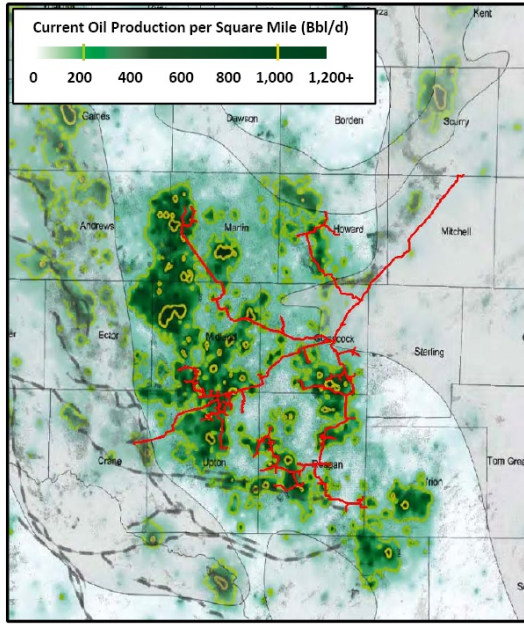 Kent
Current Oil Production per Square Mile (Bbl/d)
0 200 400 600 800 1,000 1,200+
Gaines
Dawson
Borden
Scurry
Andrews
Martin
Howard
Mitchell
Ector
Glasscock
Sterling
Crane
Upton
Reagan
Irion
Tom Gree